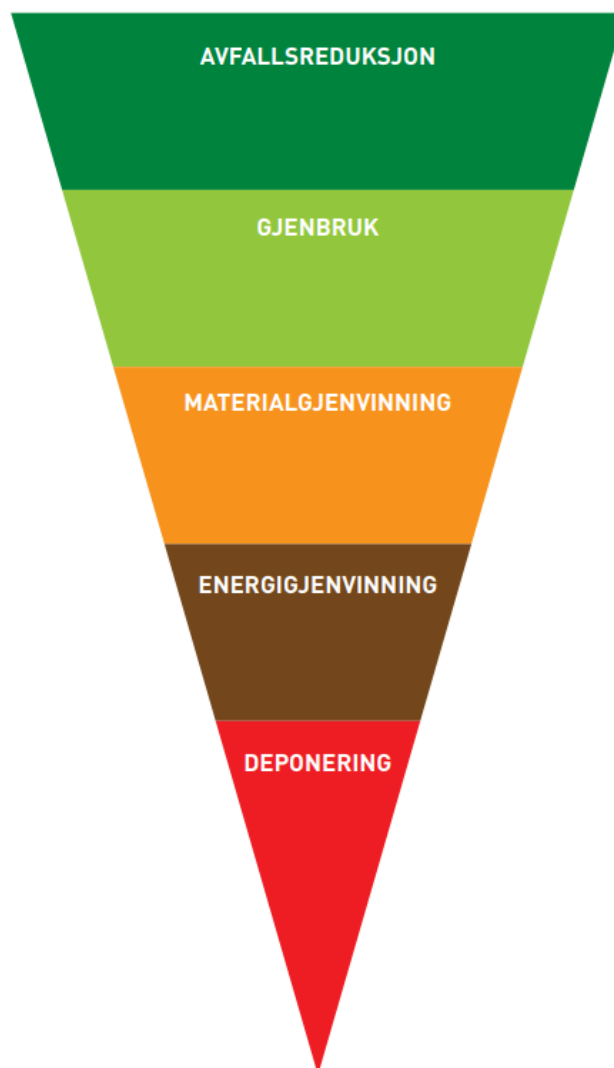 AVFALLSREDUKSJON
GJENBRUK
MATERIALGJENVINNING
ENERGIGJENVINNING
DEPONERING